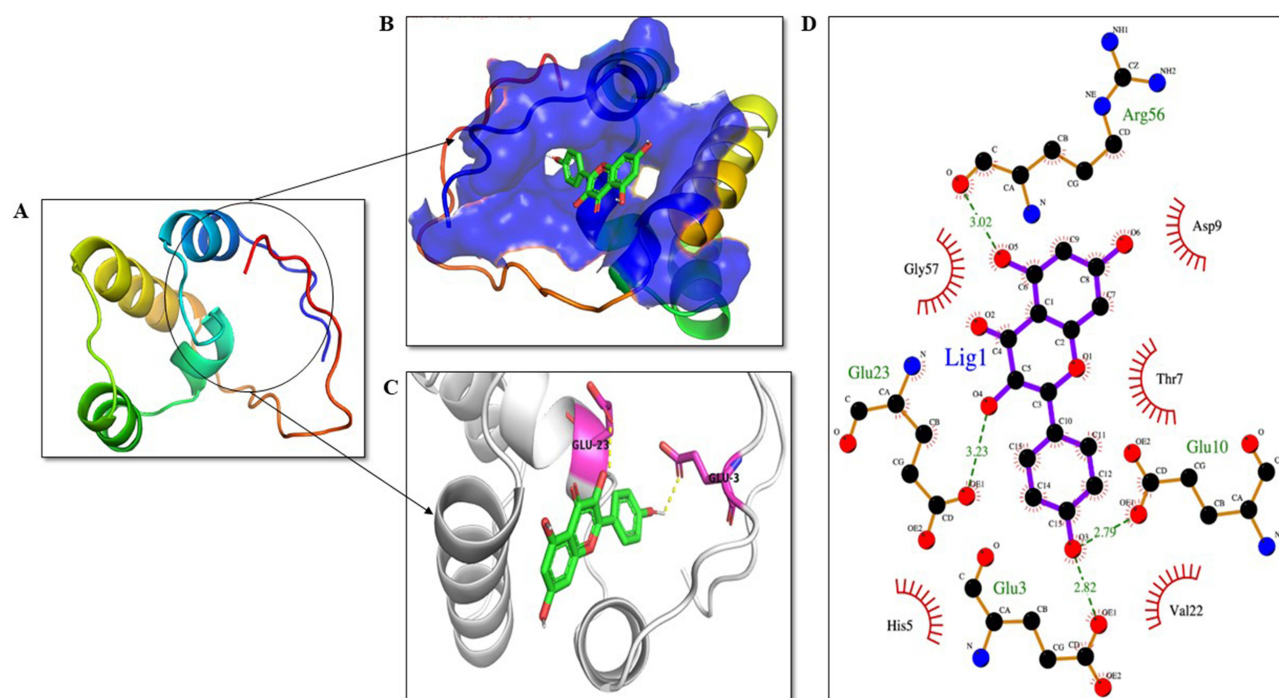 A
B
C
GLU-23
GLU-3
D
NH1
CZ
NH2
NE
Arg56
CB
CD
C
O
CA
CG
N
3.02
Asp9
O5
C9
O6
Gly57
C6
C8
C1
C7
O2
C4
C2
Lig1
O1
Thr7
Glu23
N
CA
C5
O4
C3
C
O
CB
C10
C11
Glu10
OE2
O
CG
3.23
C15
C12
CD
CG
C
OE1
C14
OE1
CB
CA
CD
C15
2.79
OE2
O3
N
O
Glu3
2.82
C
His5
CA
CB
OE1
Val22
N
CG
CD
OE2